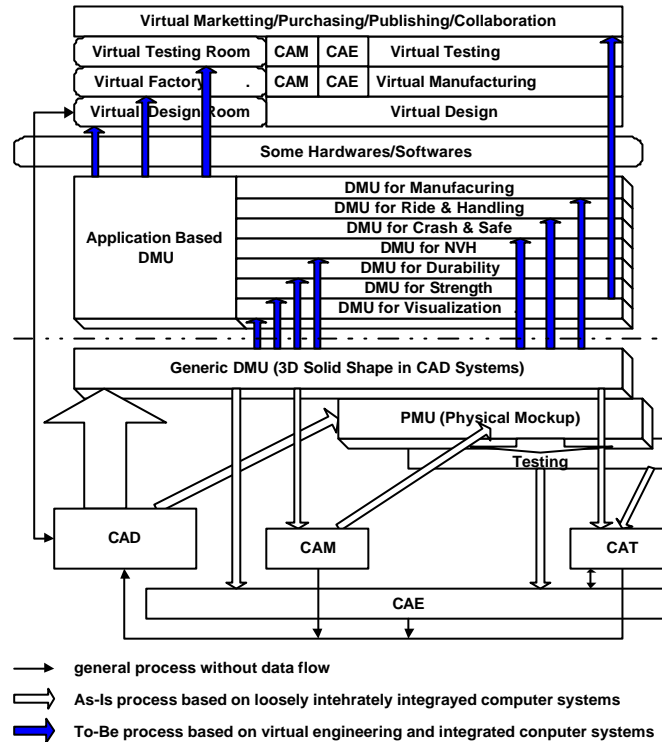 Virtual Marketting/Purchasing/Publishing/Collaboration
Virtual Testing Room CAM CAE Virtual Testing
Virtual Factory . CAM CAE Virtual Manufacturing
Virtual Design Room Virtual Design
Some Hardwares/Softwares
Application Based
DMU
DMU for Manufacuring
DMU for Ride & Handling
DMU for Crash & Safe
DMU for NVH
DMU for Durability
DMU for Strength
DMU for Visualization
Generic DMU (3D Solid Shape in CAD Systems)
PMU (Physical Mockup)
Testing
CAD
CAM
CAT
CAE
general process without data flow
As-Is process based on loosely intehrately integrayed computer systems
To-Be process based on virtual engineering and integrated conputer systems